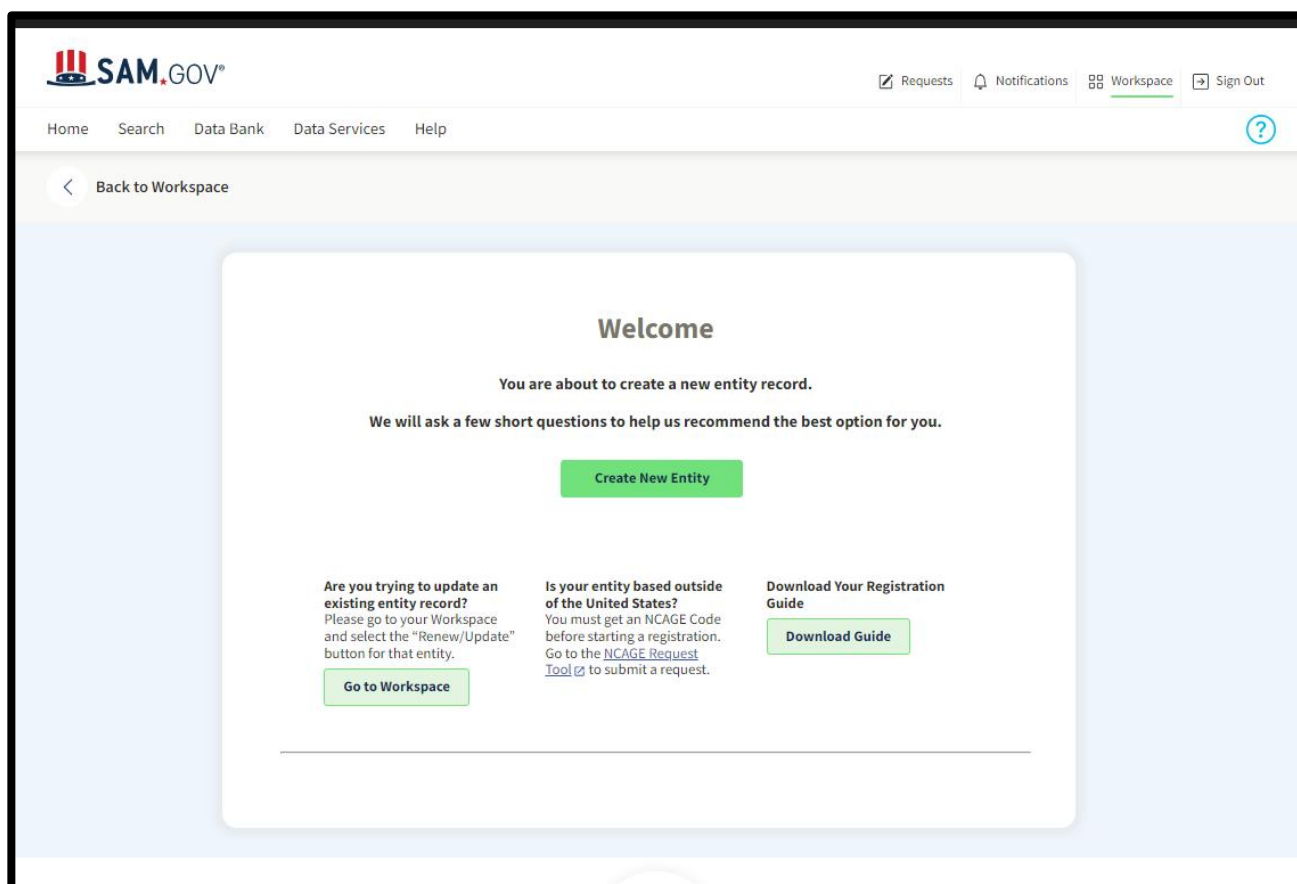 SAM.GOV®
Requests Notifications Workspace Sign Out
Home Search Data Bank Data Services Help
?
Back to Workspace
Welcome
You are about to create a new entity record.
We will ask a few short questions to help us recommend the best option for you.
Create New Entity
Are you trying to update an
existing entity record?
Please go to your Workspace
and select the “Renew/Update”
button for that entity.
Go to Workspace
Is your entity based outside
of the United States?
You must get an NCAGE Code
before starting a registration.
Go to the NCAGE Request
Tool to submit a request.
Download Your Registration
Guide
Download Guide